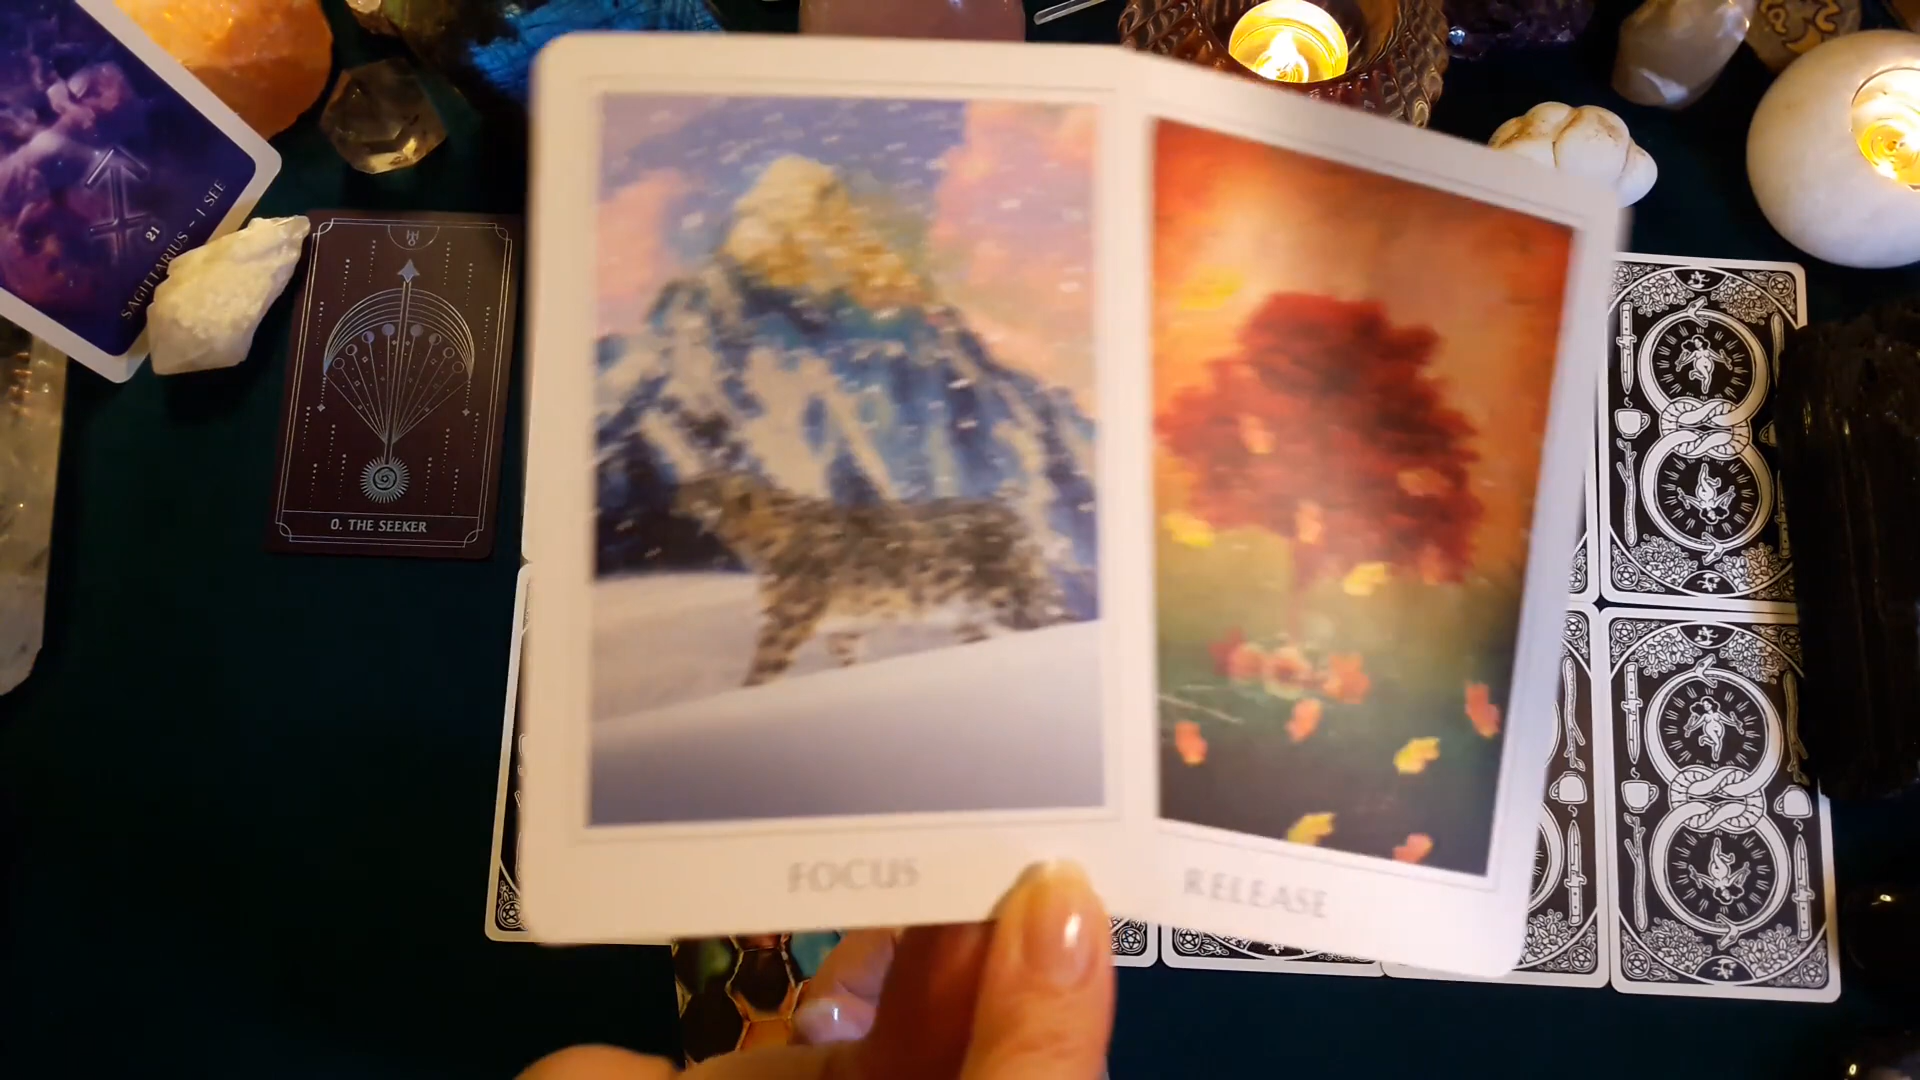 21
SAGITTARIUS ~ I SEE
0. THE SEEKER
FOCUS
RELEASE